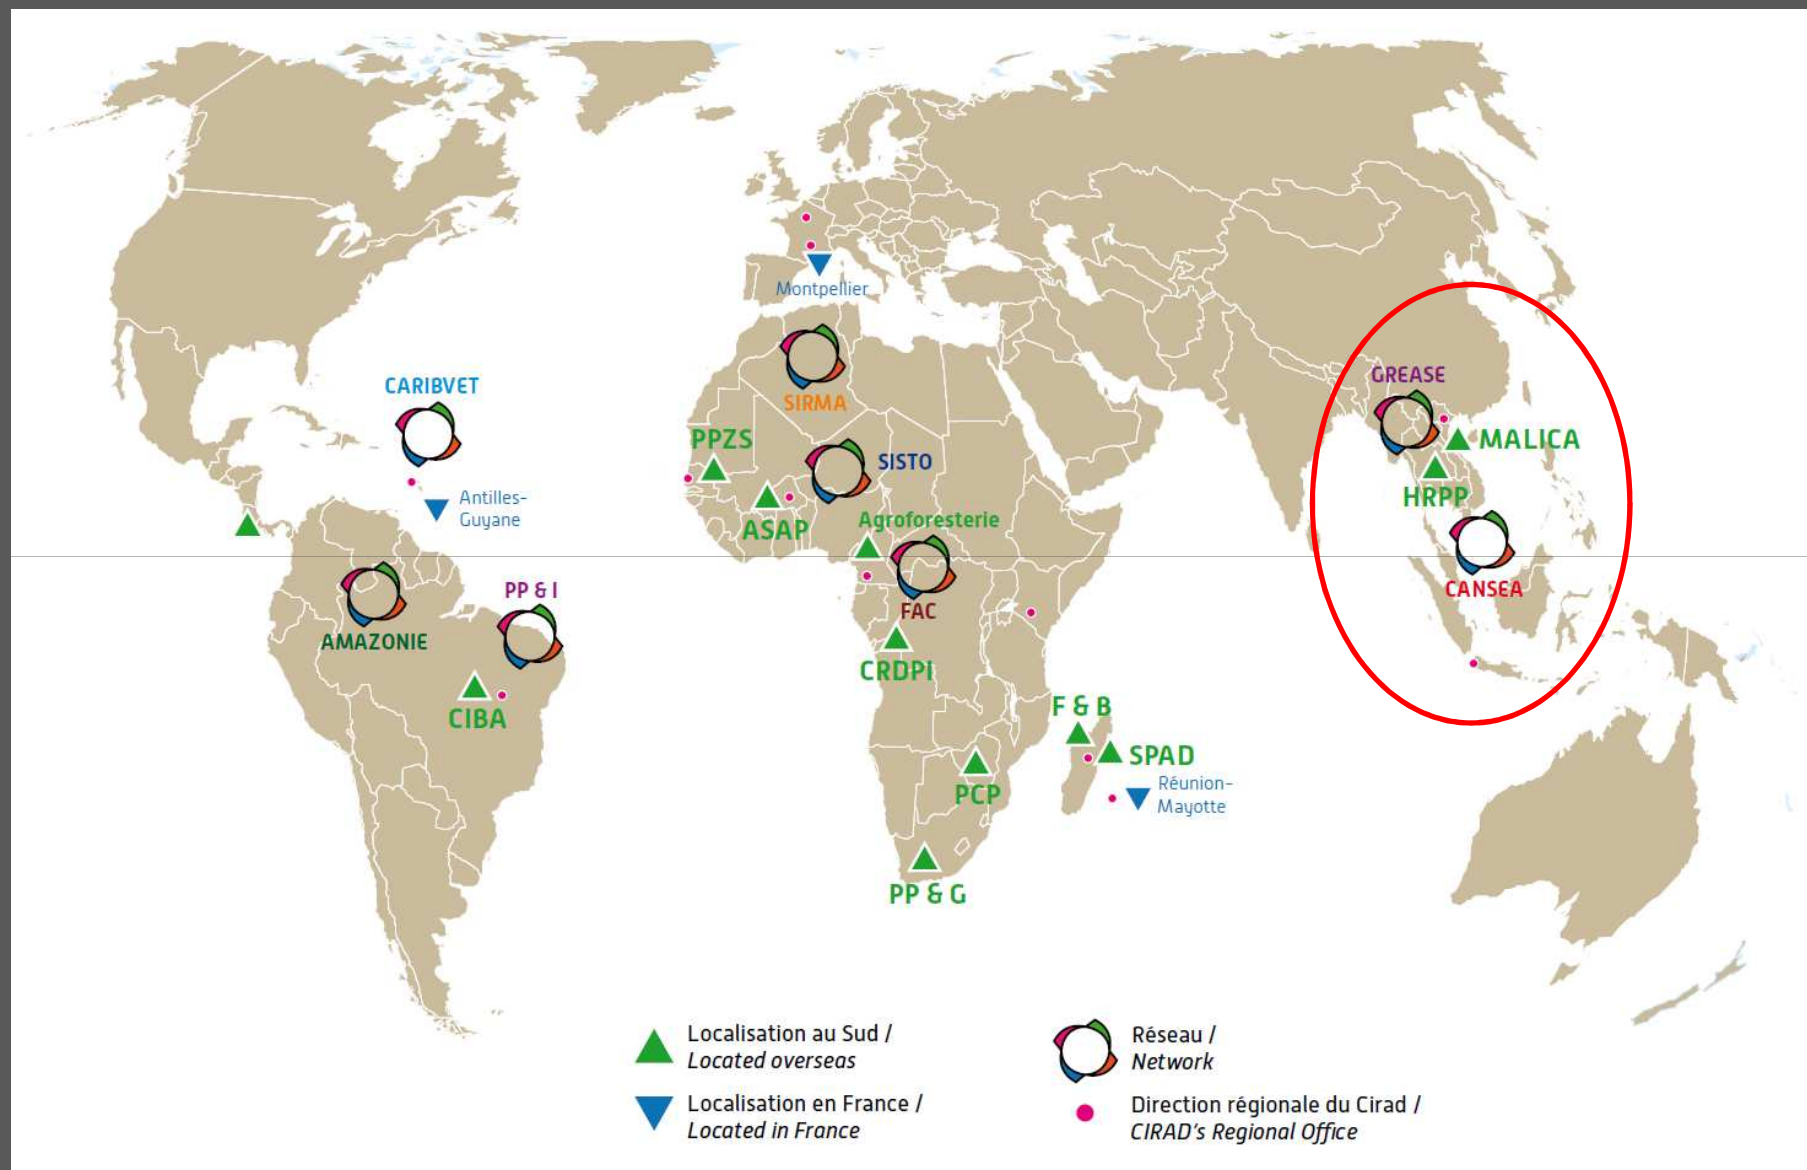 Montpellier
GREASE
CARIBVET
SIRMA
PPZS
MALICA
SISTO
HRPP
Antilles-
Guyane
ASAP
Agroforesterie
CANSEA
PP & I
FAC
AMAZONIE
CRDPI
CIBA
F & B
SPAD
Réunion-
Mayotte
PCP
PP & G
Localisation au Sud /
Located overseas
Réseau /
Network
Localisation en France /
Located in France
Direction régionale du Cirad /
CIRAD's Regional Office